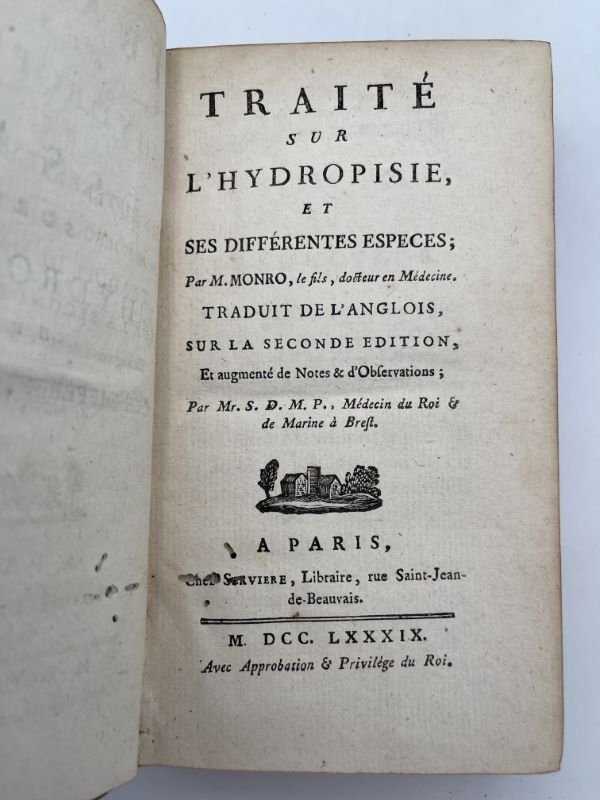 TRAITÉ
SUR
L'HYDROPISIE,
ET
SES DIFFÉRENTES ESPECES;
Par M. MONRO, le fils, docteur en Médecine.
TRADUIT DE L'ANGLOIS,
SUR LA SECONDE EDITION,
Et augmenté de Notes & d'Observations;
Par Mr. S. D. M. P., Médecin du Roi &
de Marine à Brest.
A PARIS,
Chez SERVIERE, Libraire, rue Saint-Jean-
de-Beauvais.
M. DCC. LXXXIX.
Avec Approbation & Privilége du Roi.